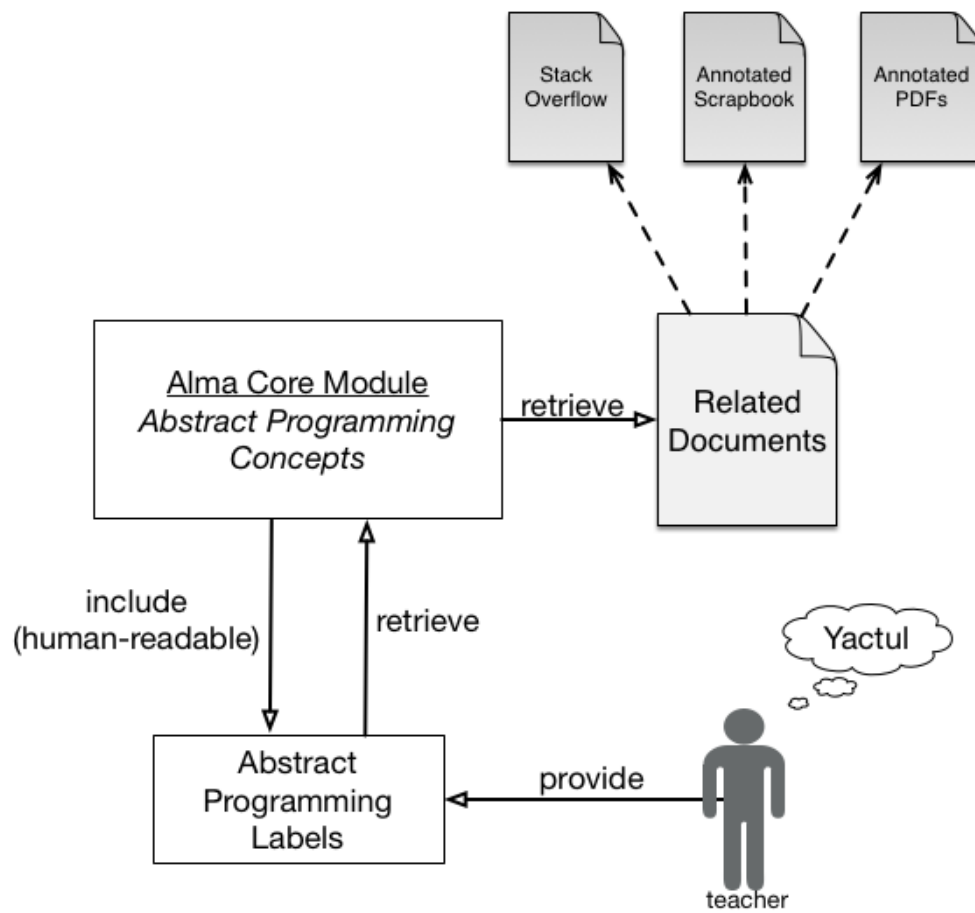 Stack
Overflow
Annotated
Scrapbook
Annotated
PDFs
Alma Core Module
Abstract Programming
Concepts
retrieve
Related
Documents
include
(human-readable)
retrieve
Yactul
Abstract
Programming
Labels
provide
teacher